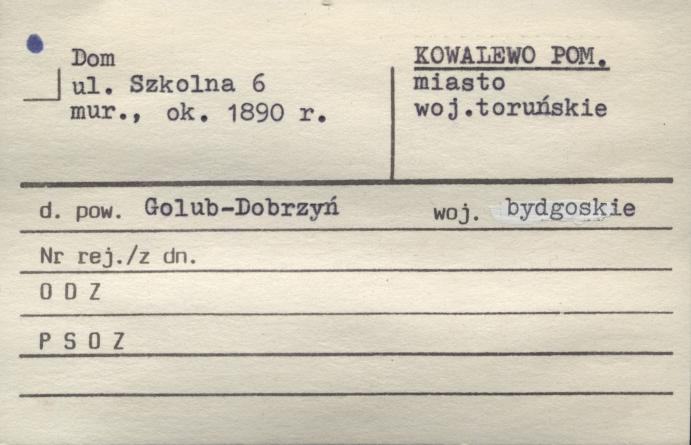 Dom
ul. Szkolna 6
mur., ok. 1890 r.
KOWALEWO POM.
miasto
woj.toruńskie
d. pow. Golub-Dobrzyń woj. bydgoskie
Nr rej./z dn.
O D Z
P S O Z